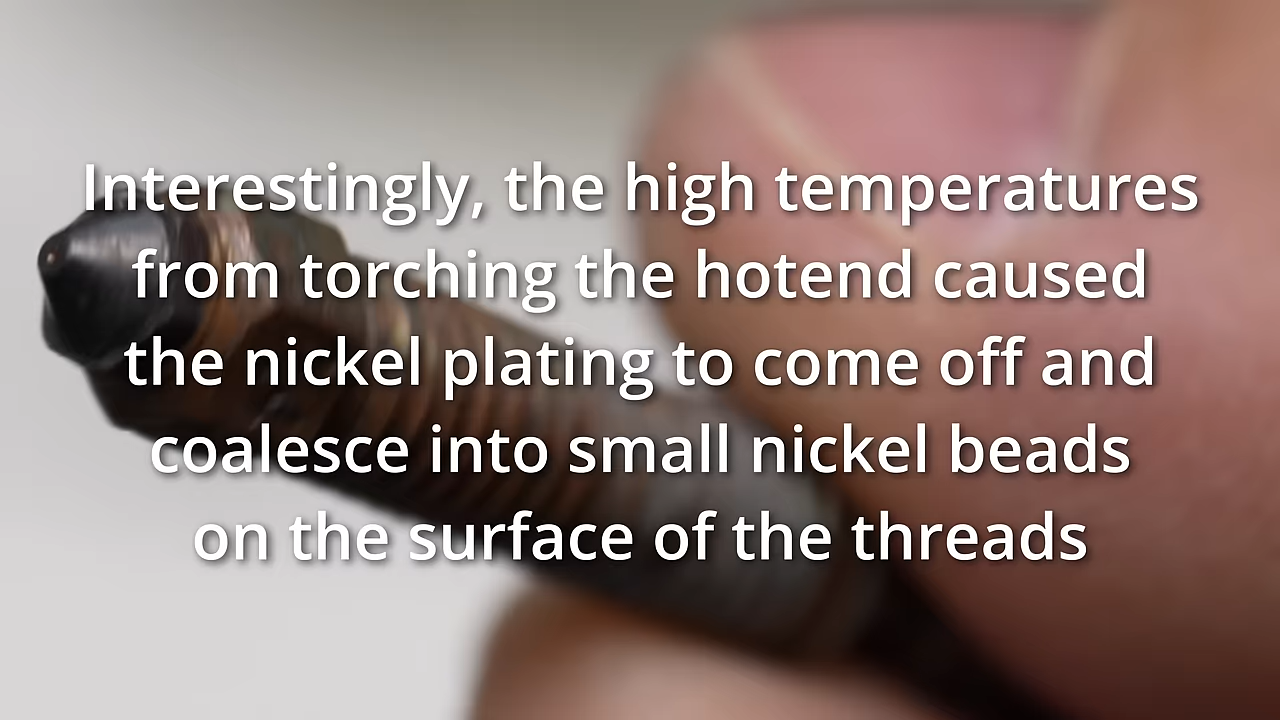 Interestingly, the high temperatures
from torching the hotend caused
the nickel plating to come off and
coalesce into small nickel beads
on the surface of the threads